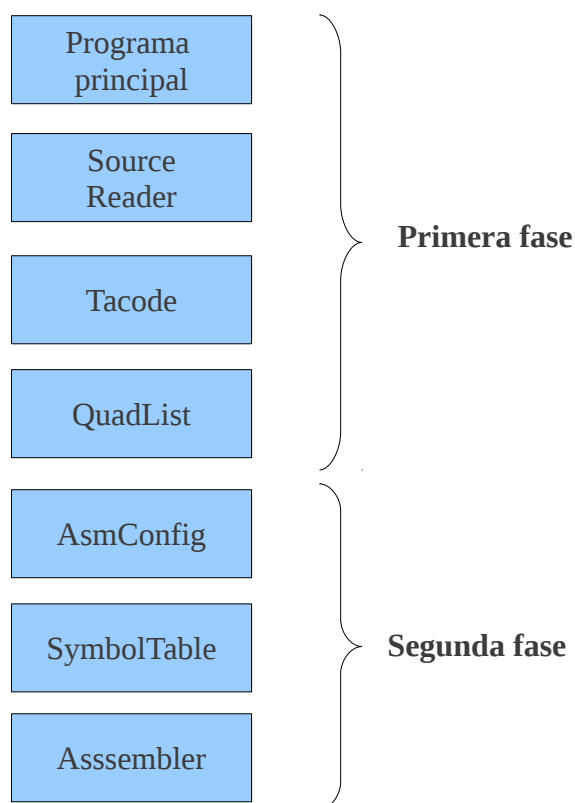 Programa
principal
Source
Reader
Primera fase
Tacode
QuadList
AsmConfig
SymbolTable
Segunda fase
Asssembler